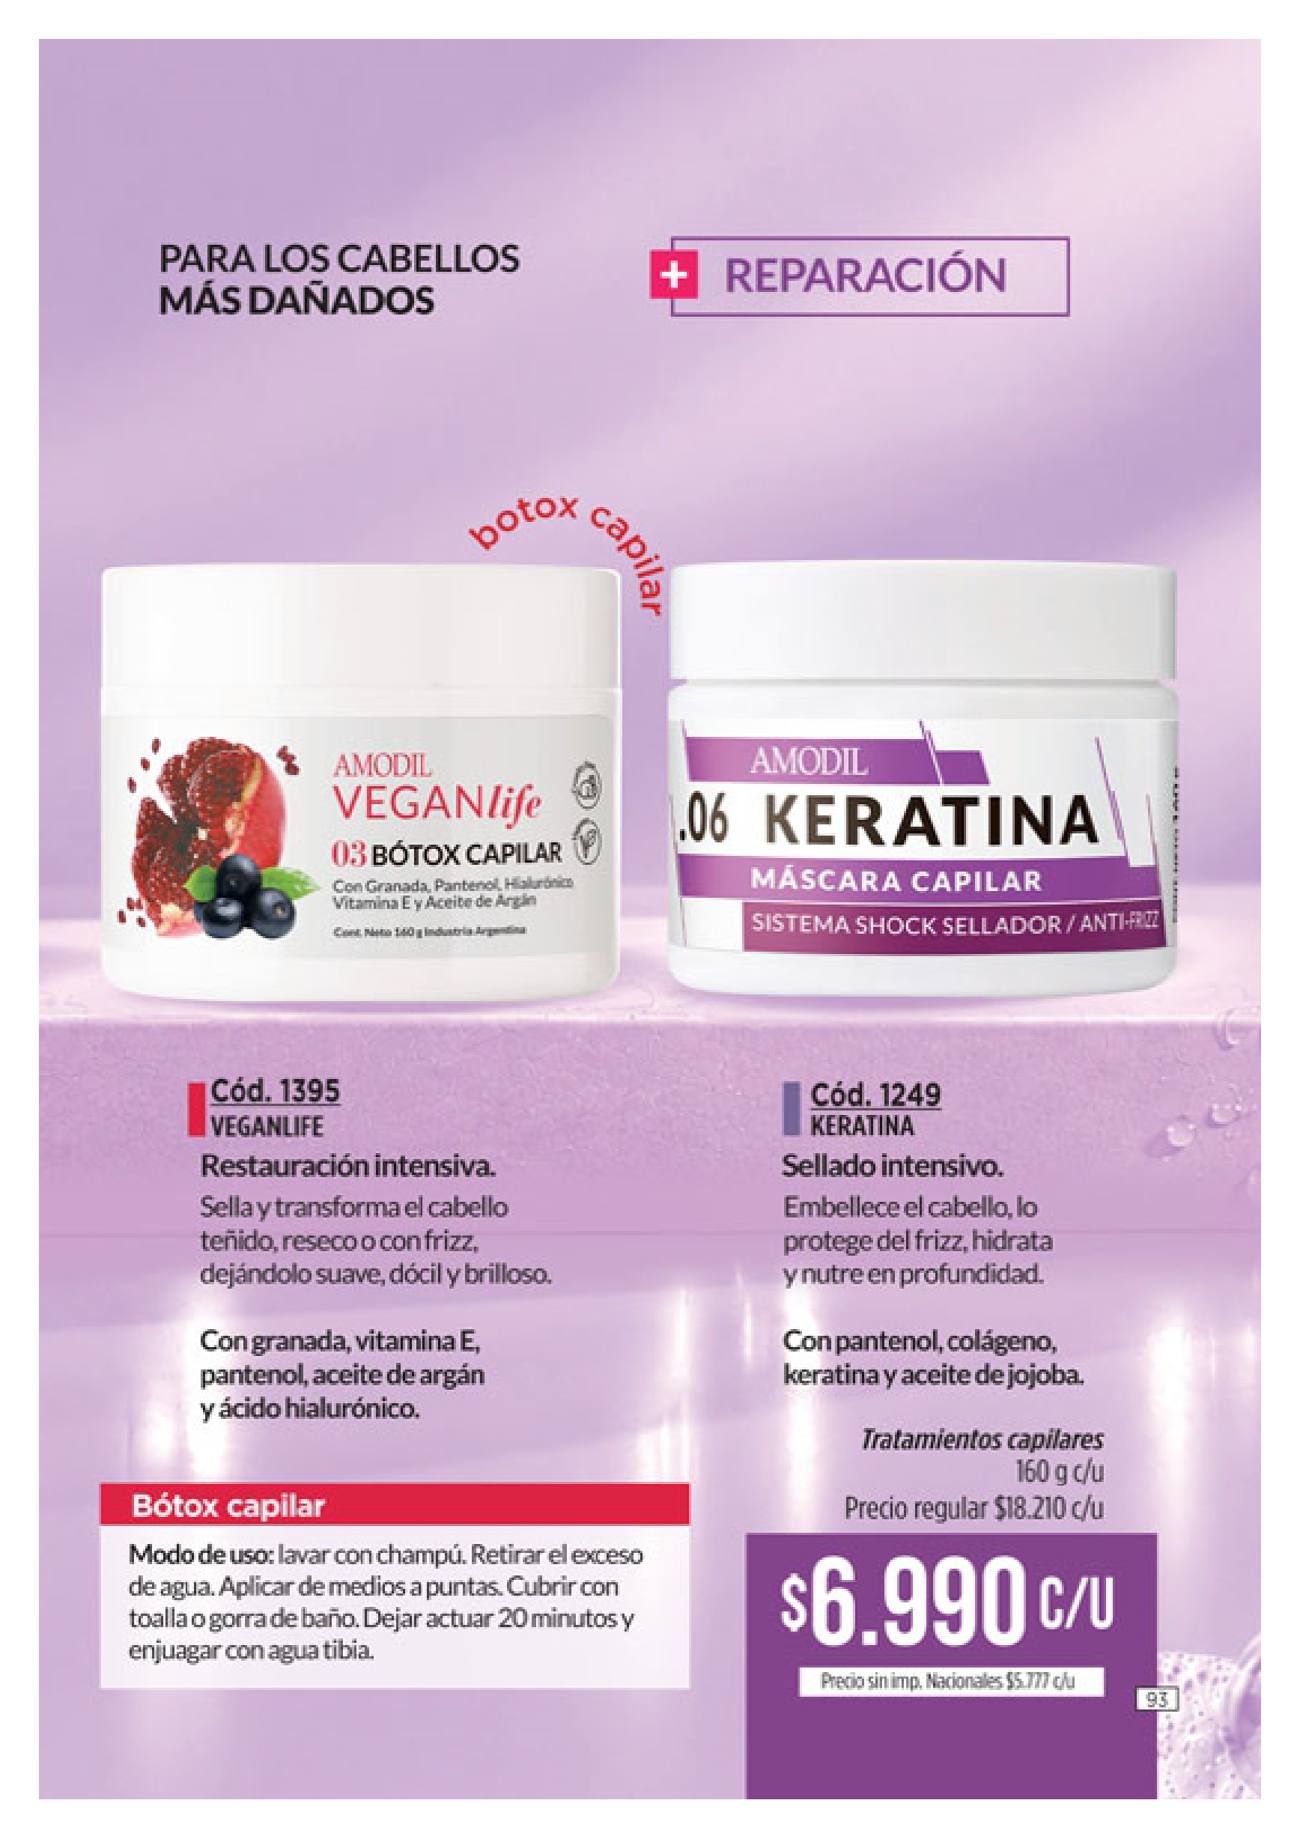 PARA LOS CABELLOS
MÁS DAÑADOS
+ REPARACIÓN
botox capilar
AMODIL
VEGANlife
03 BÓTOX CAPILAR
Con Granada, Pantenol, Hialurónico
Vitamina E y Aceite de Argán
Cont. Neto 160 g Industria Argentina
AMODIL
.06 KERATINA
MÁSCARA CAPILAR
SISTEMA SHOCK SELLADOR / ANTI-FRIZZ
Cód. 1395
VEGANLIFE
Restauración intensiva.
Sella y transforma el cabello
teñido, reseco o con frizz,
dejándolo suave, dócil y brilloso.
Con granada, vitamina E,
pantenol, aceite de argán
y ácido hialurónico.
Cód. 1249
KERATINA
Sellado intensivo.
Embellece el cabello, lo
protege del frizz, hidrata
y nutre en profundidad.
Con pantenol, colágeno,
keratina y aceite de jojoba.
Tratamientos capilares
160 g c/u
Precio regular $18.210 c/u
$6.990 C/U
Precio sin imp. Nacionales $5.777 c/u
Bótox capilar
Modo de uso: lavar con champú. Retirar el exceso
de agua. Aplicar de medios a puntas. Cubrir con
toalla o gorra de baño. Dejar actuar 20 minutos y
enjuagar con agua tibia.
93